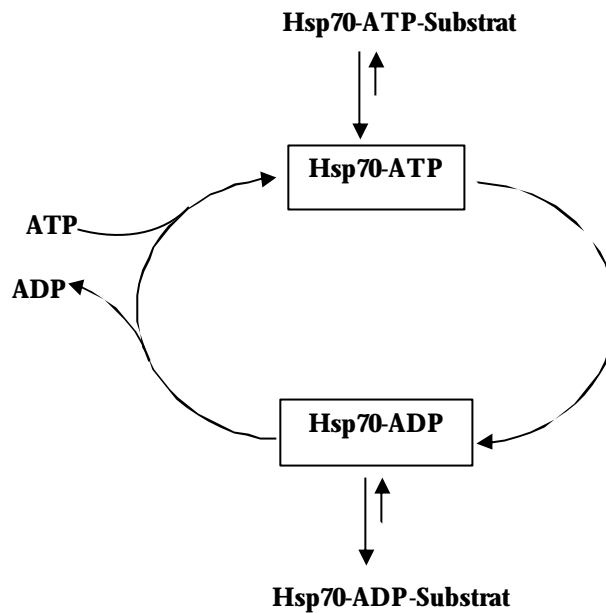 Hsp70-ATP-Substrat
Hsp70-ATP
ATP
ADP
Hsp70-ADP
Hsp70-ADP-Substrat